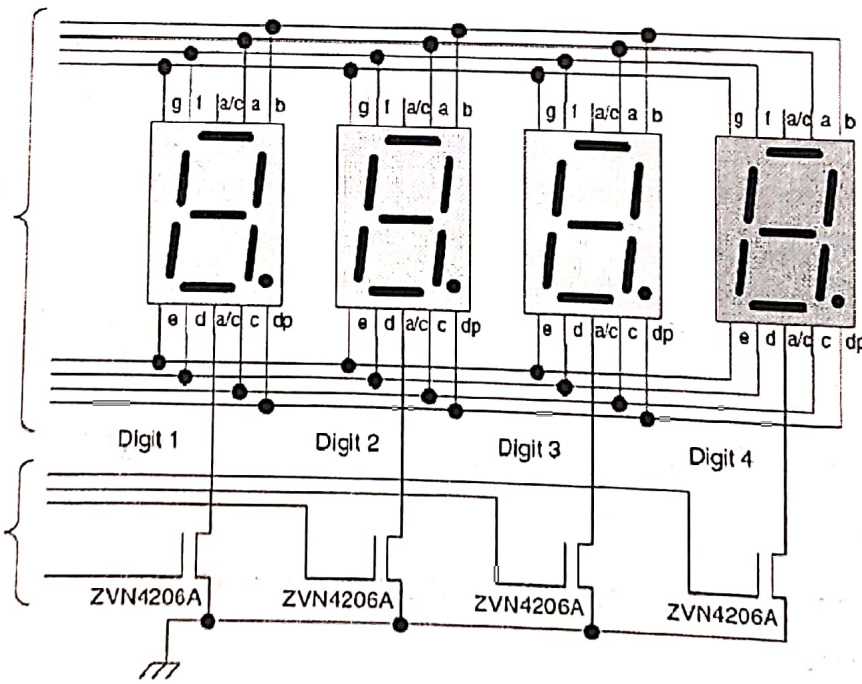 g f a/c a b
g f a/c a b
g f a/c a b
g f a/c a b
e d a/c c dp
e d a/c c dp
e d a/c c dp
e d a/c c dp
Digit 1
Digit 2
Digit 3
Digit 4
ZVN4206A
ZVN4206A
ZVN4206A
ZVN4206A